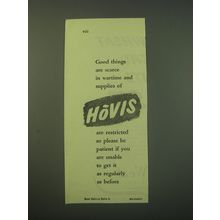 Good things
are scarce
in wartime and
supplies of
HōVIS
are restricted
so please be
patient if you
are unable
to get it
as regularly
as before